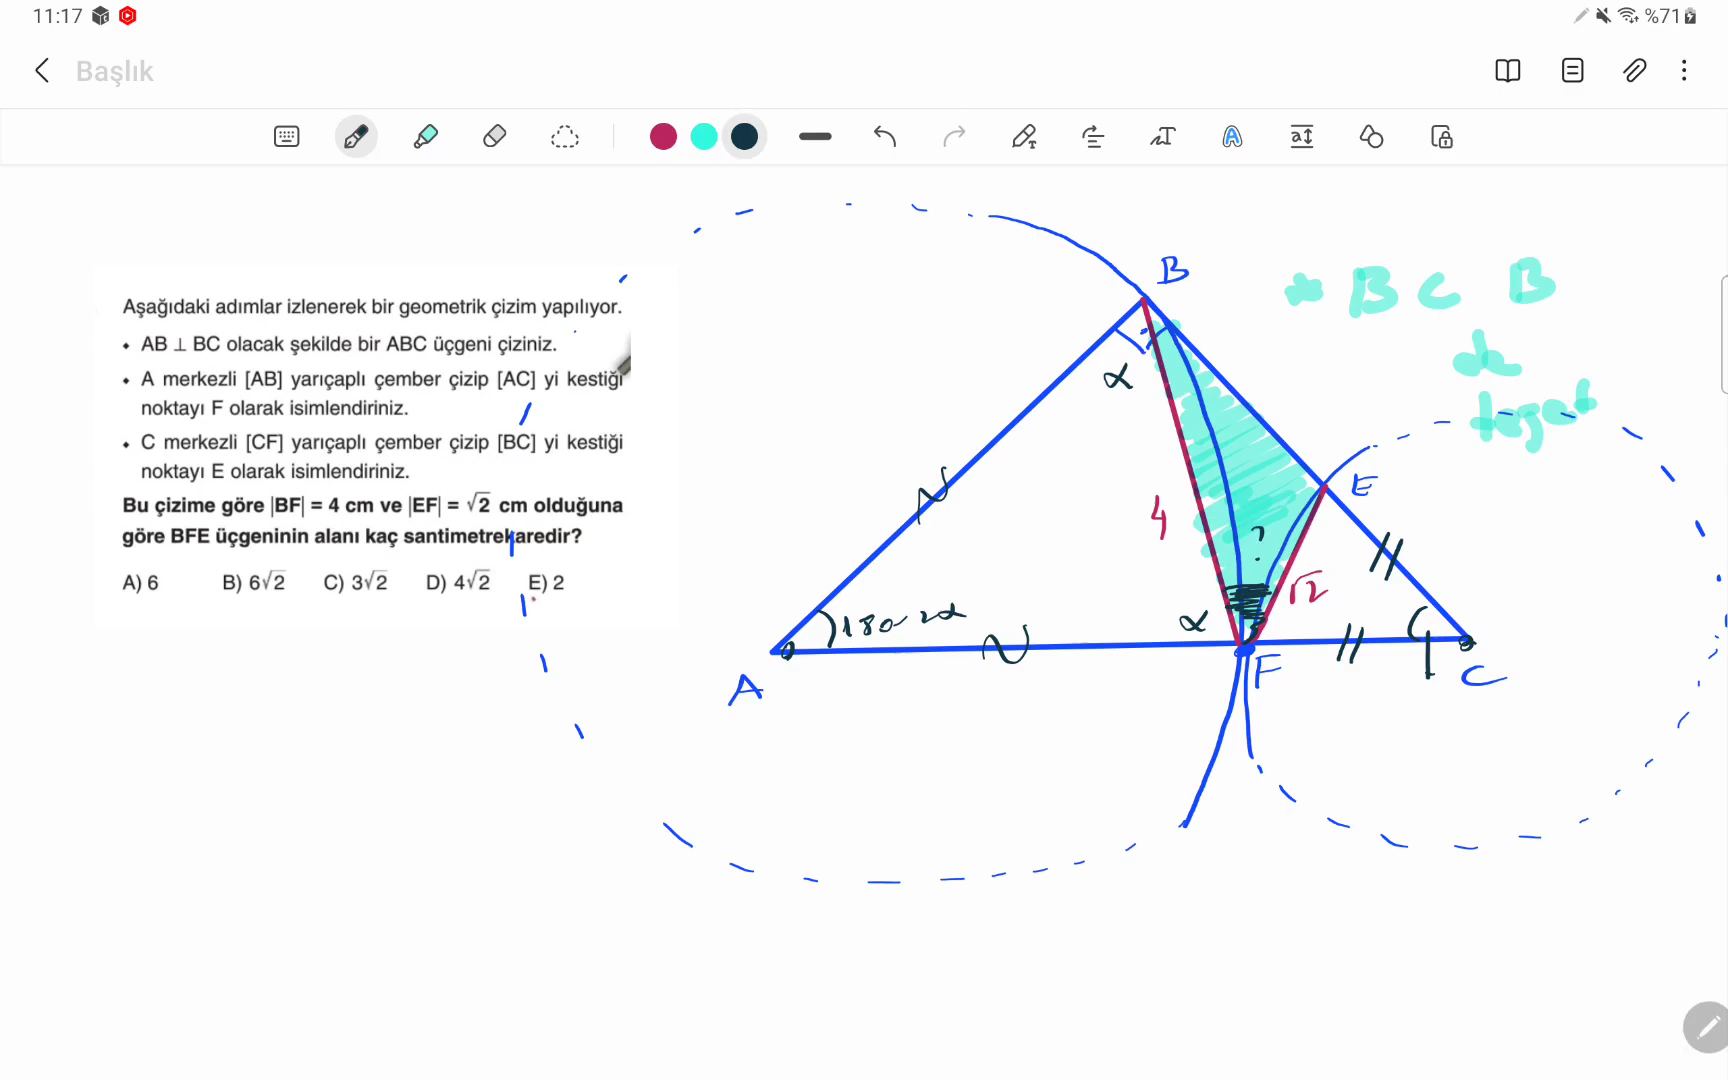 11:17
%71
Başlık
Aşağıdaki adımlar izlenerek bir geometrik çizim yapılıyor.
• AB ⊥ BC olacak şekilde bir ABC üçgeni çiziniz.
• A merkezli [AB] yarıçaplı çember çizip [AC] yi kestiği
noktayı F olarak isimlendiriniz.
• C merkezli [CF] yarıçaplı çember çizip [BC] yi kestiği
noktayı E olarak isimlendiriniz.
Bu çizime göre |BF| = 4 cm ve |EF| = √2 cm olduğuna
göre BFE üçgeninin alanı kaç santimetrekaredir?
A) 6 B) 6√2 C) 3√2 D) 4√2 E) 2
B
* B C B
de
teğet
α
E
4
?
√2
180-2α
α
A
F
C